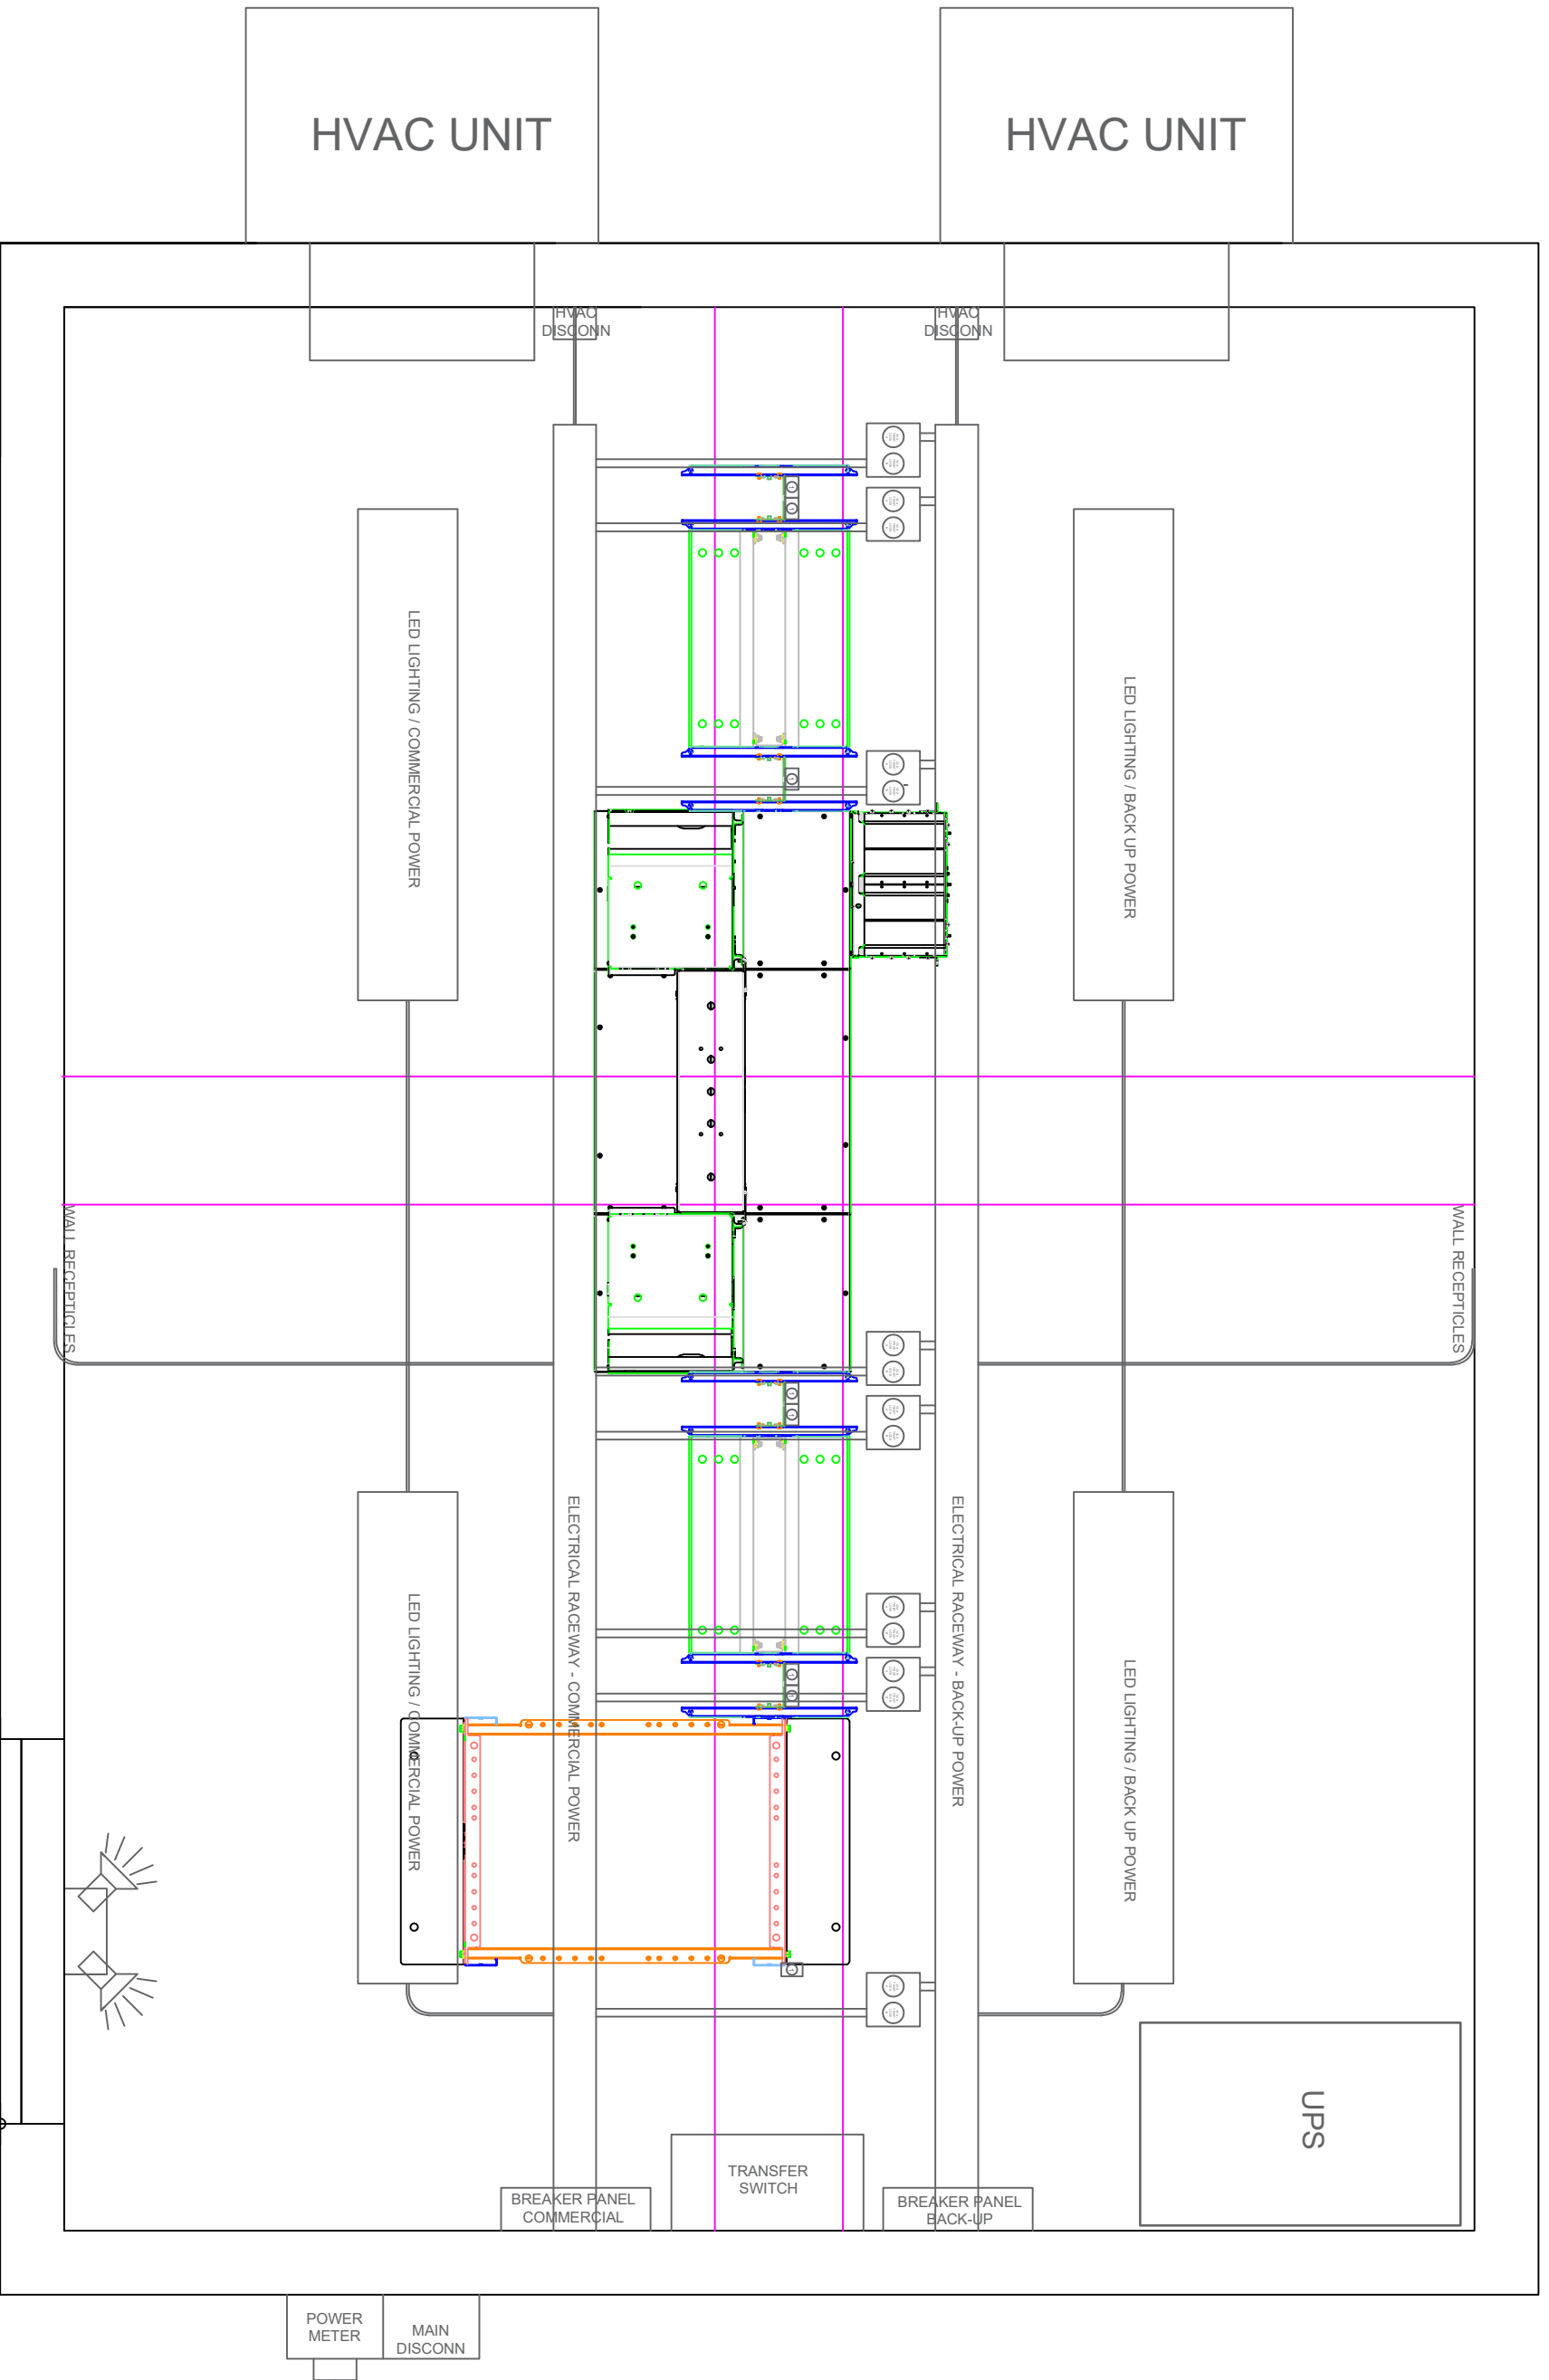 HVAC UNIT
HVAC UNIT
HVAC
DISCONN
HVAC
DISCONN
LED LIGHTING / COMMERCIAL POWER
LED LIGHTING / BACK UP POWER
WALL RECEPTICLES
WALL RECEPTICLES
ELECTRICAL RACEWAY - COMMERCIAL POWER
ELECTRICAL RACEWAY - BACK-UP POWER
LED LIGHTING / COMMERCIAL POWER
LED LIGHTING / BACK UP POWER
UPS
TRANSFER
SWITCH
BREAKER PANEL
COMMERCIAL
BREAKER PANEL
BACK-UP
POWER
METER
MAIN
DISCONN